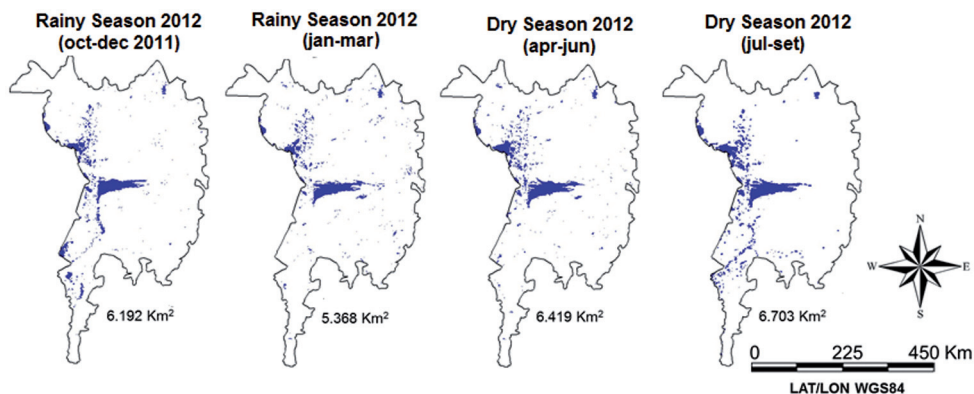 Rainy Season 2012
(oct-dec 2011)
Rainy Season 2012
(jan-mar)
Dry Season 2012
(apr-jun)
Dry Season 2012
(jul-set)
6.192 Km²
5.368 Km²
6.419 Km²
6.703 Km²
N
W E
S
0 225 450 Km
LAT/LON WGS84